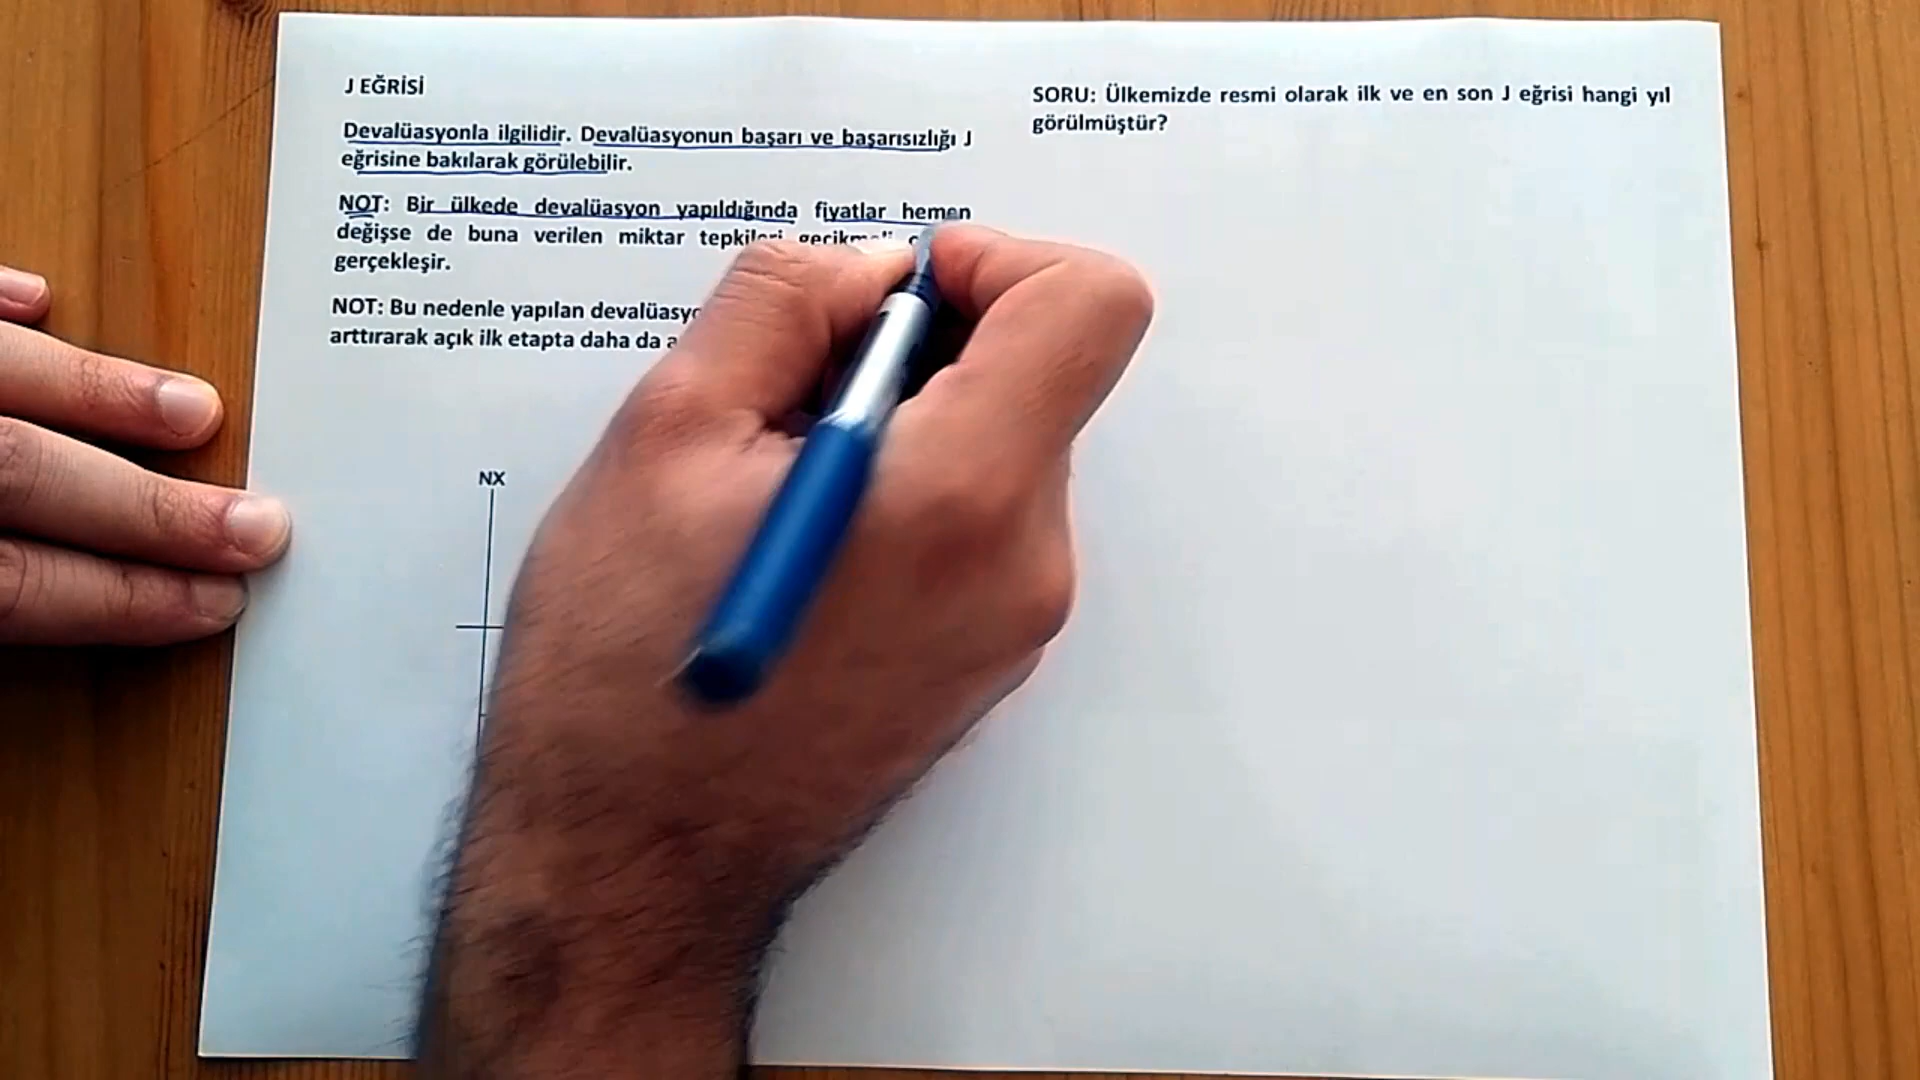 J EĞRİSİ
Devalüasyonla ilgilidir. Devalüasyonun başarı ve başarısızlığı J
eğrisine bakılarak görülebilir.
NOT: Bir ülkede devalüasyon yapıldığında fiyatlar hemen
değişse de buna verilen miktar tepkileri
gerçekleşir.
NOT: Bu nedenle yapılan
arttırarak açık ilk etapta daha da
NX
SORU: Ülkemizde resmi olarak ilk ve en son J eğrisi hangi yıl
görülmüştür?